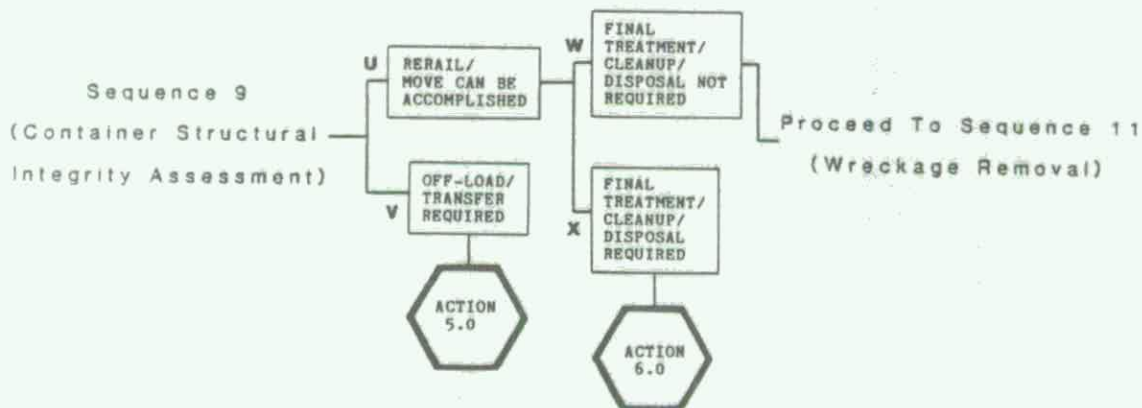 Sequence 9
(Container Structural
Integrity Assessment)
U
RERAIL/
MOVE CAN BE
ACCOMPLISHED
V
OFF-LOAD/
TRANSFER
REQUIRED
ACTION
5.0
W
FINAL
TREATMENT/
CLEANUP/
DISPOSAL NOT
REQUIRED
X
FINAL
TREATMENT/
CLEANUP/
DISPOSAL
REQUIRED
ACTION
6.0
Proceed To Sequence 11
(Wreckage Removal)